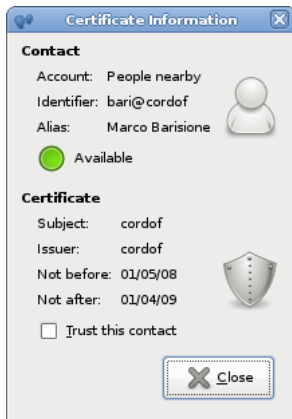 Certificate Information
Contact
Account: People nearby
Identifier: bari@cordof
Alias: Marco Barisione
Available
Certificate
Subject: cordof
Issuer: cordof
Not before: 01/05/08
Not after: 01/04/09
Trust this contact
Close